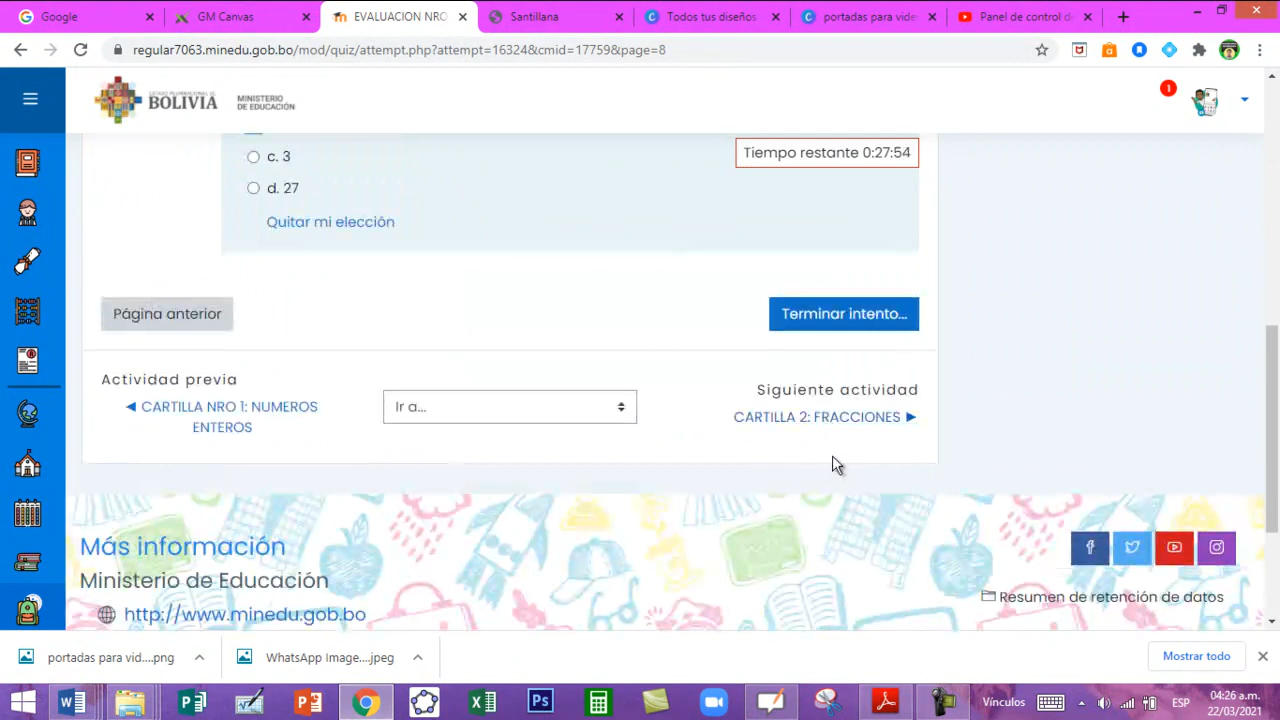 Google
GM Canvas
EVALUACION NRO
Santillana
Todos tus diseños
portadas para vide
Panel de control d
regular7063.minedu.gob.bo/mod/quiz/attempt.php?attempt=16324&cmid=17759&page=8
ESTADO PLURINACIONAL DE
BOLIVIA
MINISTERIO
DE EDUCACIÓN
1
Tiempo restante 0:27:54
c. 3
d. 27
Quitar mi elección
Página anterior
Terminar intento...
Actividad previa
◀ CARTILLA NRO 1: NUMEROS
ENTEROS
Ir a...
Siguiente actividad
CARTILLA 2: FRACCIONES ▶
Más información
Ministerio de Educación
http://www.minedu.gob.bo
Resumen de retención de datos
portadas para vid....png
WhatsApp Image....jpeg
Mostrar todo
Vínculos
ESP
04:26 a.m.
22/03/2021